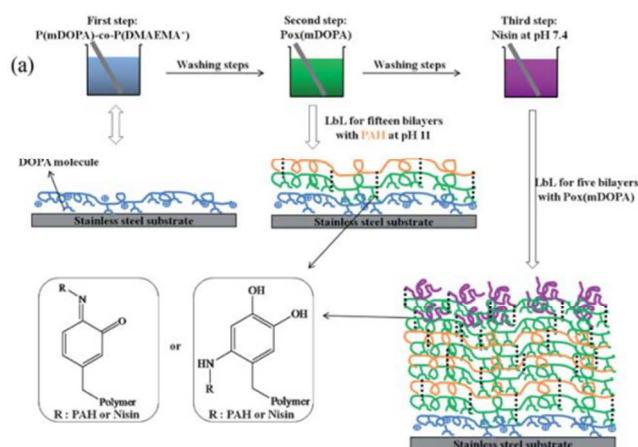 First step:
P(mDOPA)-co-P(DMAEMA⁺)
Second step:
Pox(mDOPA)
Third step:
Nisin at pH 7.4
(a)
Washing steps
Washing steps
LbL for fifteen bilayers
with PAH at pH 11
DOPA molecule
LbL for five bilayers
with Pox(mDOPA)
Stainless steel substrate
Stainless steel substrate
R
N
O
Polymer
R : PAH or Nisin
or
OH
OH
HN
R
Polymer
R : PAH or Nisin
Stainless steel substrate